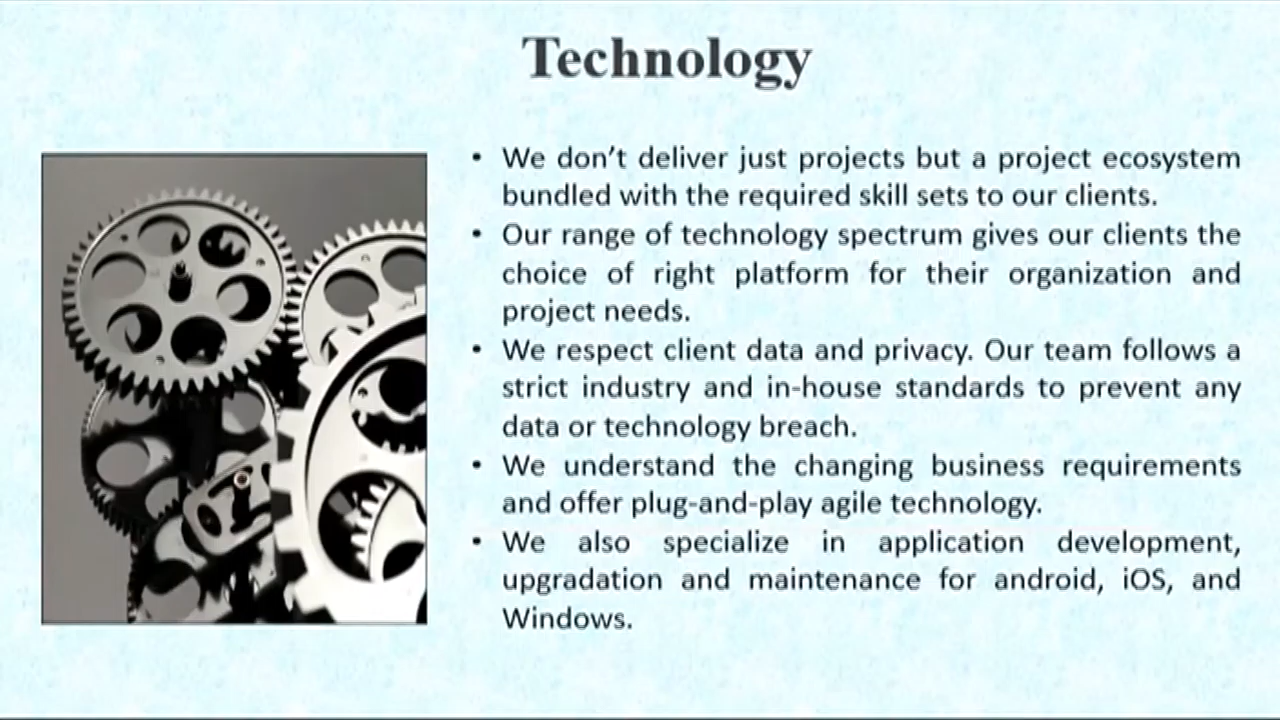 Technology
• We don’t deliver just projects but a project ecosystem
bundled with the required skill sets to our clients.
• Our range of technology spectrum gives our clients the
choice of right platform for their organization and
project needs.
• We respect client data and privacy. Our team follows a
strict industry and in-house standards to prevent any
data or technology breach.
• We understand the changing business requirements
and offer plug-and-play agile technology.
• We also specialize in application development,
upgradation and maintenance for android, iOS, and
Windows.